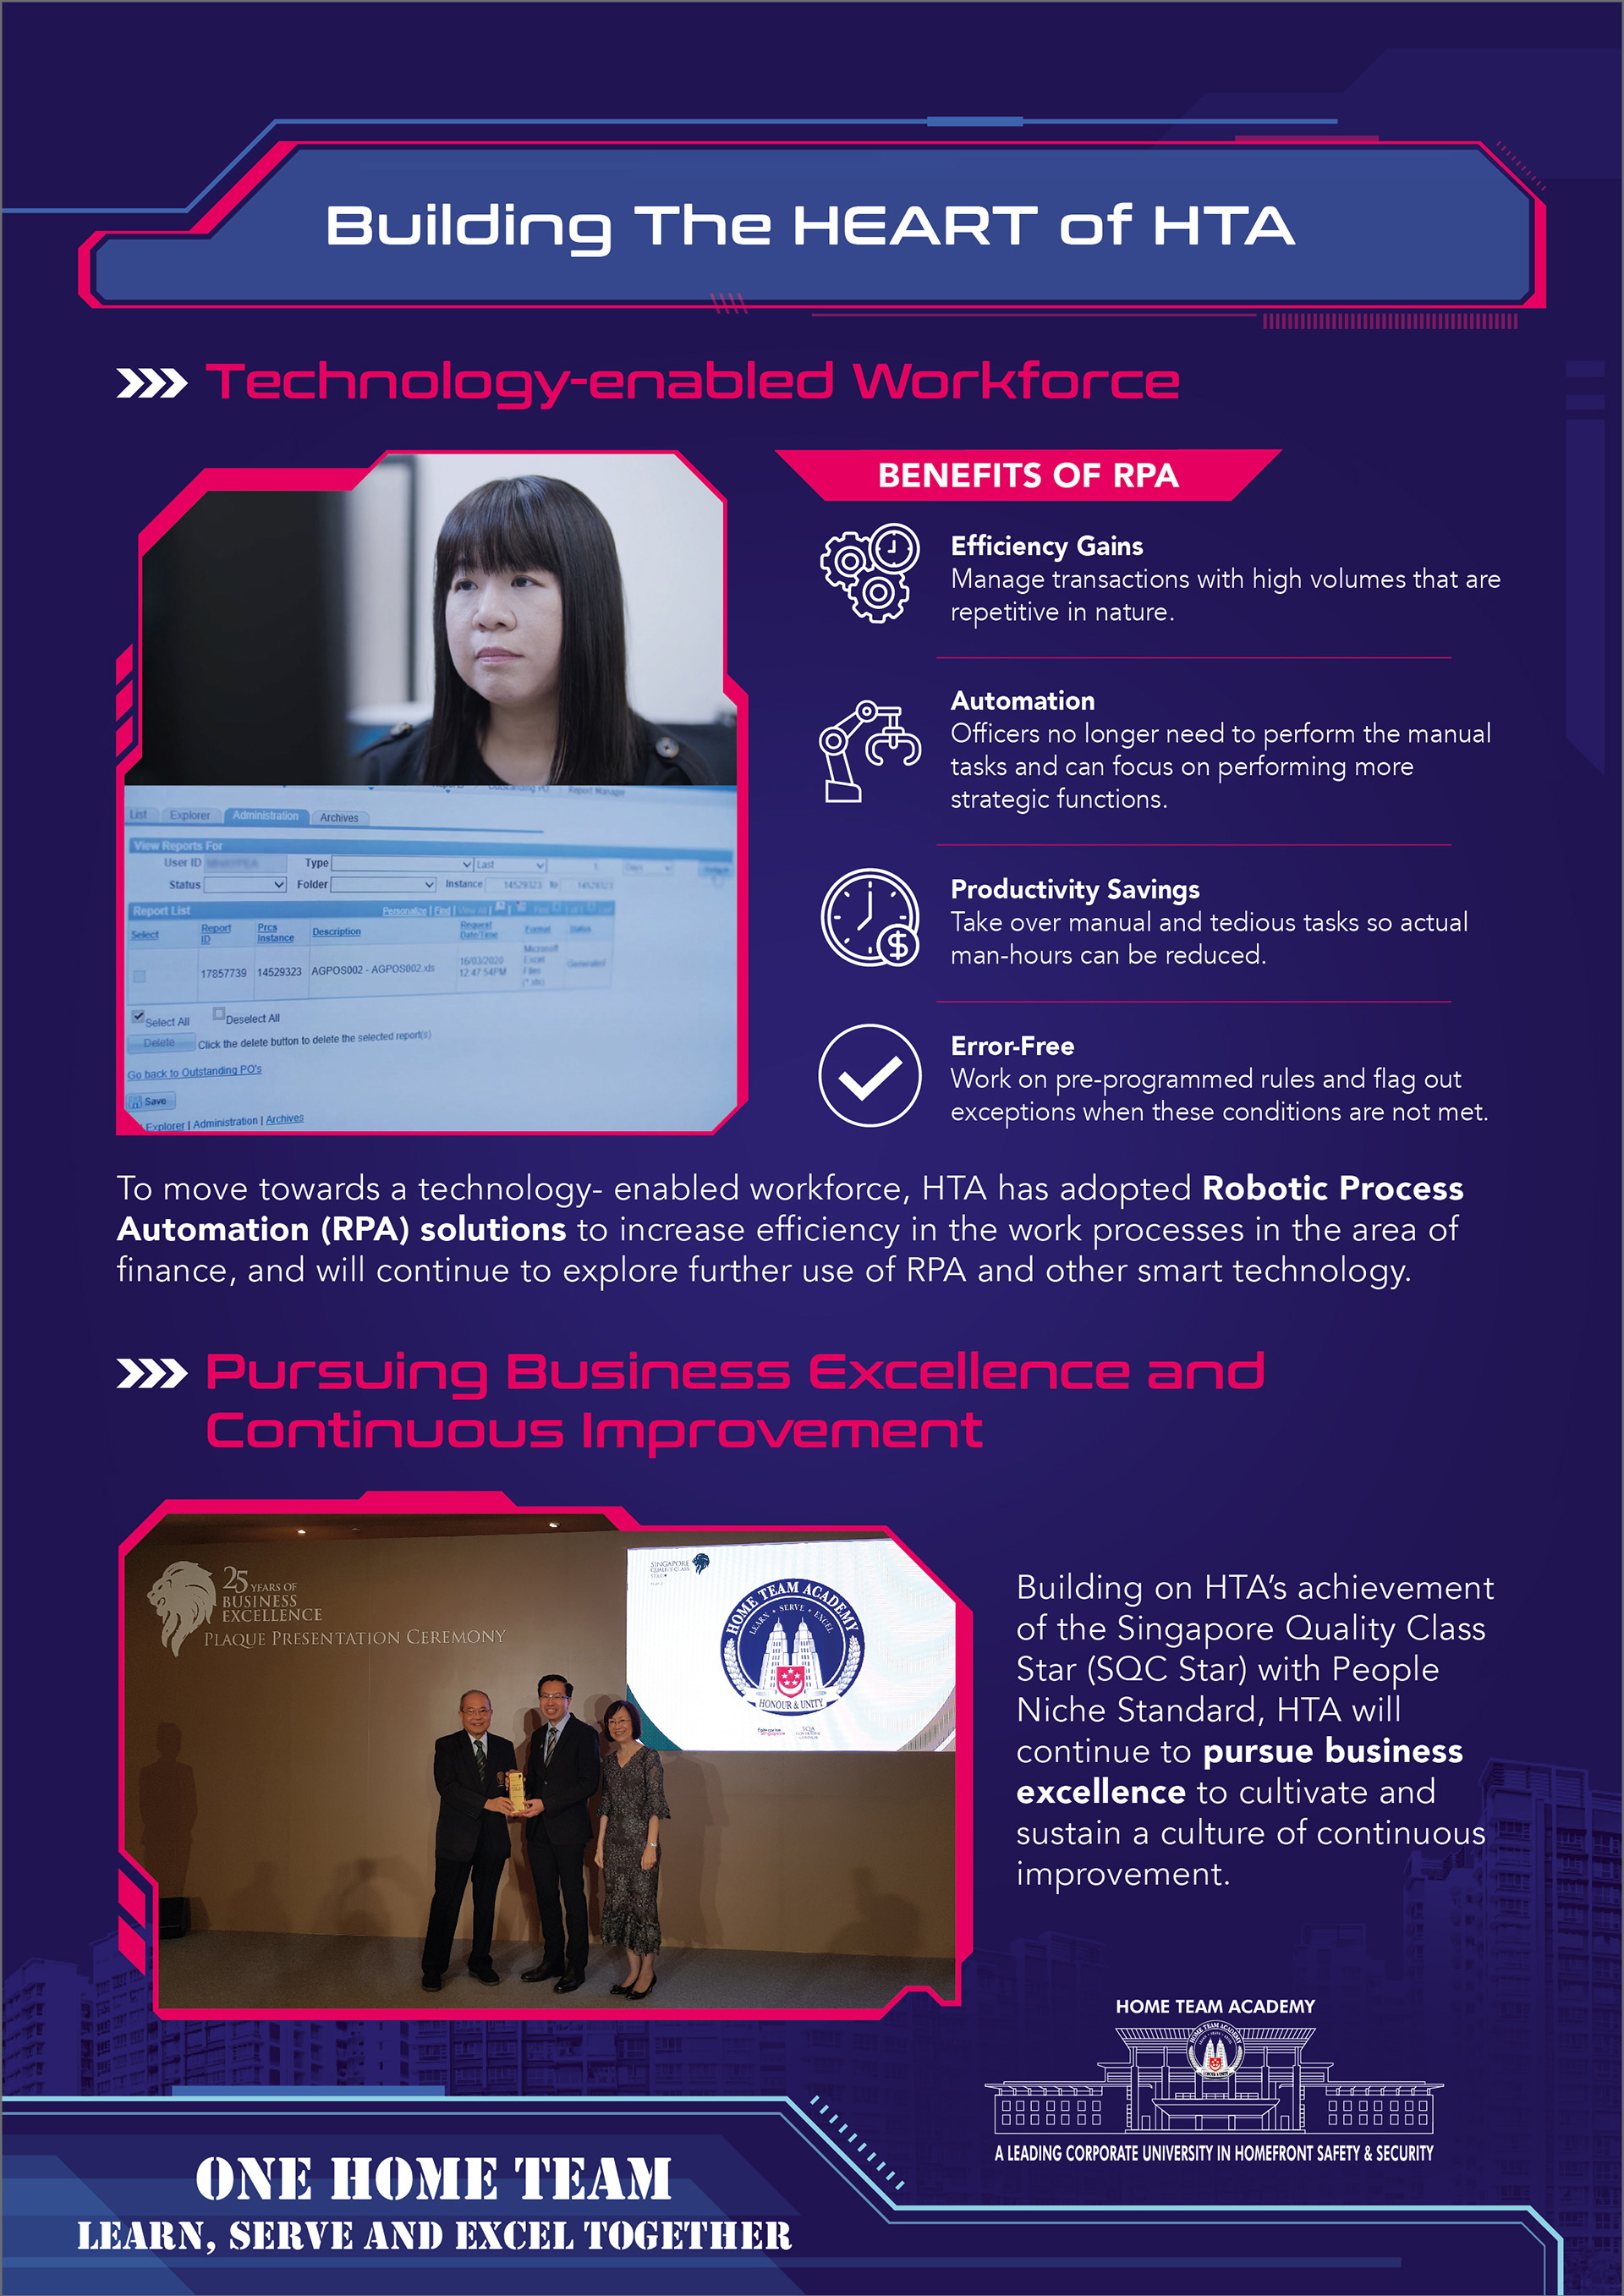 Building The HEART of HTA
Technology-enabled Workforce
BENEFITS OF RPA
Efficiency Gains
Manage transactions with high volumes that are
repetitive in nature.
Automation
Officers no longer need to perform the manual
tasks and can focus on performing more
strategic functions.
Productivity Savings
Take over manual and tedious tasks so actual
man-hours can be reduced.
Error-Free
Work on pre-programmed rules and flag out
exceptions when these conditions are not met.
Outstanding PO Report Manager
List Explorer Administration Archives
View Reports For
User ID Type Last Days
Status Folder Instance 14529323 to 14529323
Report List Personalize | Find | View All
Select Report ID Prcs Instance Description Request Date/Time Format Status
17857739 14529323 AGPOS002 - AGPOS002.xls 16/03/2020 12:47:54PM Microsoft Excel Files (*.xls) Generated
Select All Deselect All
Delete Click the delete button to delete the selected report(s)
Go back to Outstanding PO's
Save
Explorer | Administration | Archives
To move towards a technology- enabled workforce, HTA has adopted Robotic Process
Automation (RPA) solutions to increase efficiency in the work processes in the area of
finance, and will continue to explore further use of RPA and other smart technology.
Pursuing Business Excellence and
Continuous Improvement
25 YEARS OF
BUSINESS
EXCELLENCE
PLAQUE PRESENTATION CEREMONY
SINGAPORE
QUALITY CLASS
STAR
HOME TEAM ACADEMY
LEARN • SERVE • EXCEL
HONOUR & UNITY
Building on HTA's achievement
of the Singapore Quality Class
Star (SQC Star) with People
Niche Standard, HTA will
continue to pursue business
excellence to cultivate and
sustain a culture of continuous
improvement.
HOME TEAM ACADEMY
HOME TEAM ACADEMY
A LEADING CORPORATE UNIVERSITY IN HOMEFRONT SAFETY & SECURITY
ONE HOME TEAM
LEARN, SERVE AND EXCEL TOGETHER